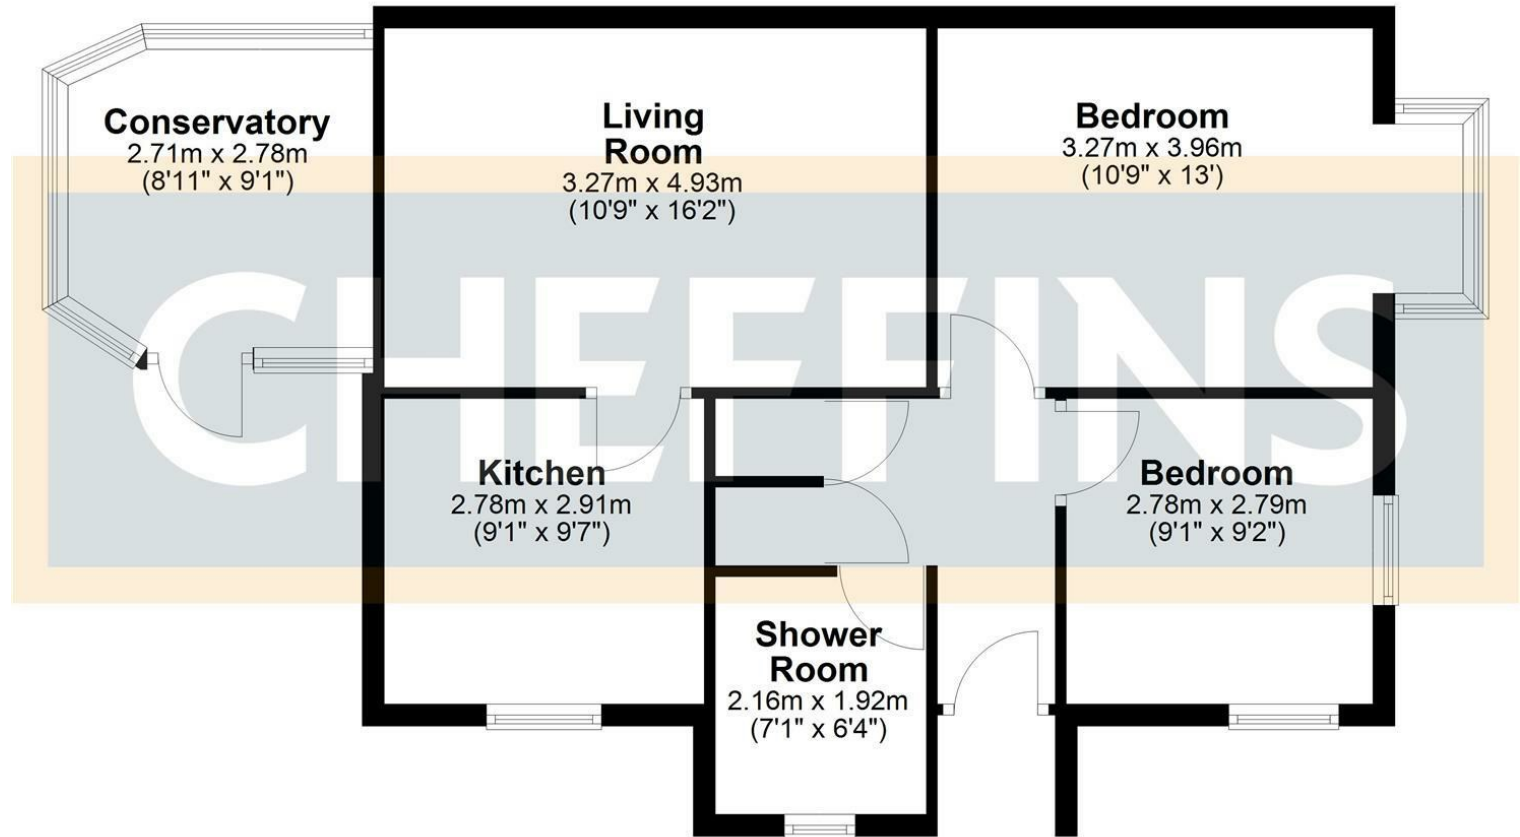 Conservatory
2.71m x 2.78m
(8'11" x 9'1")
Living
Room
3.27m x 4.93m
(10'9" x 16'2")
Bedroom
3.27m x 3.96m
(10'9" x 13')
CHEFFINS
Kitchen
2.78m x 2.91m
(9'1" x 9'7")
Bedroom
2.78m x 2.79m
(9'1" x 9'2")
Shower
Room
2.16m x 1.92m
(7'1" x 6'4")